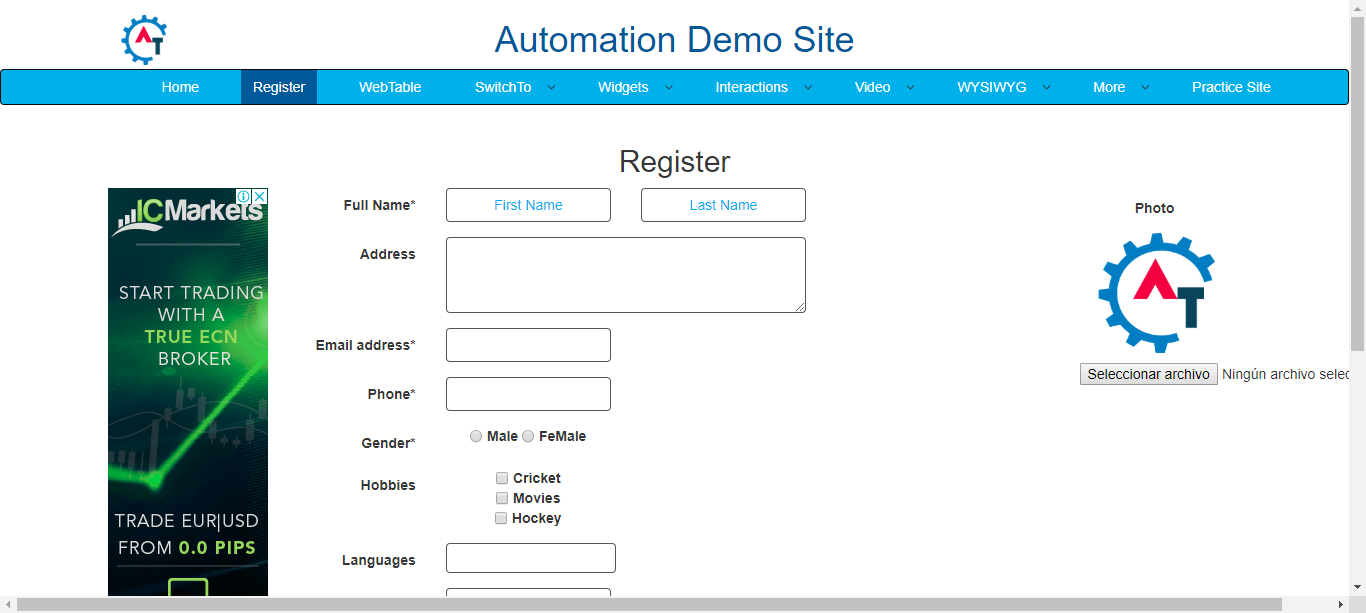 Automation Demo Site
Home Register WebTable SwitchTo Widgets Interactions Video WYSIWYG More Practice Site
Register
ICMarkets
START TRADING
WITH A
TRUE ECN
BROKER
TRADE EUR|USD
FROM 0.0 PIPS
Full Name* First Name Last Name
Address
Email address*
Phone*
Gender* Male FeMale
Hobbies
Cricket
Movies
Hockey
Languages
Photo
AT
Seleccionar archivo Ningún archivo selec